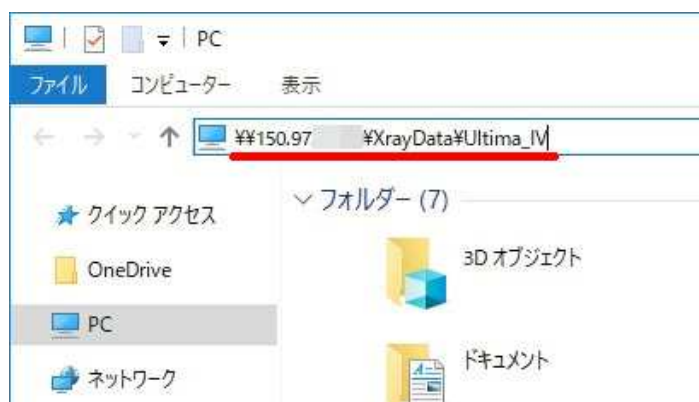 PC
ファイル コンピューター 表示
¥¥150.97 ¥XrayData¥Ultima_IV
クイック アクセス
OneDrive
PC
ネットワーク
フォルダー (7)
3D オブジェクト
ドキュメント